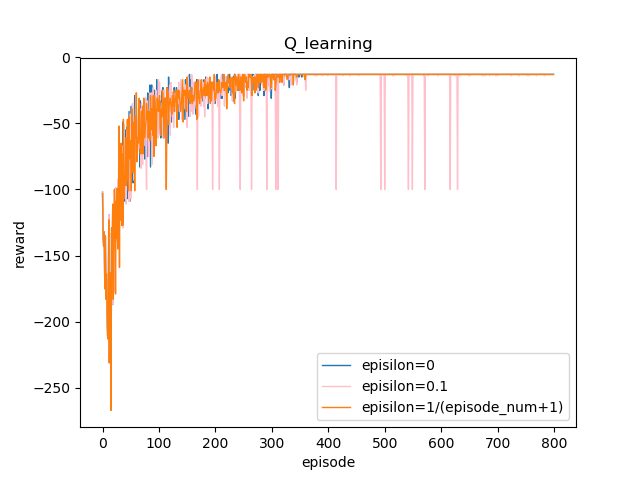 Q_learning
0
−50
−100
−150
−200
−250
reward
0 100 200 300 400 500 600 700 800
episode
episilon=0
episilon=0.1
episilon=1/(episode_num+1)